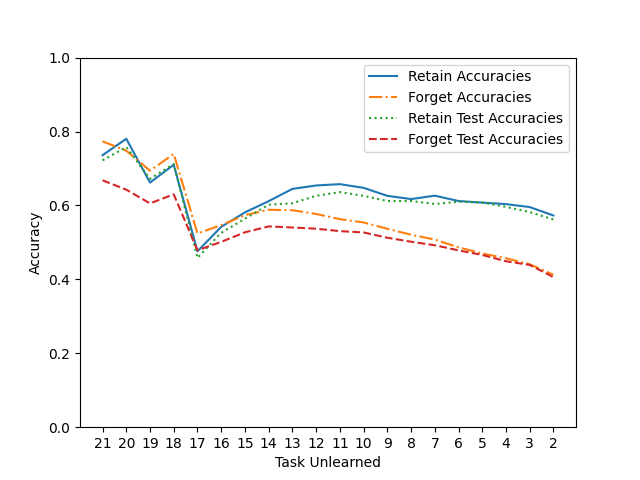 Retain Accuracies
Forget Accuracies
Retain Test Accuracies
Forget Test Accuracies
Accuracy
1.0
0.8
0.6
0.4
0.2
0.0
21 20 19 18 17 16 15 14 13 12 11 10 9 8 7 6 5 4 3 2
Task Unlearned